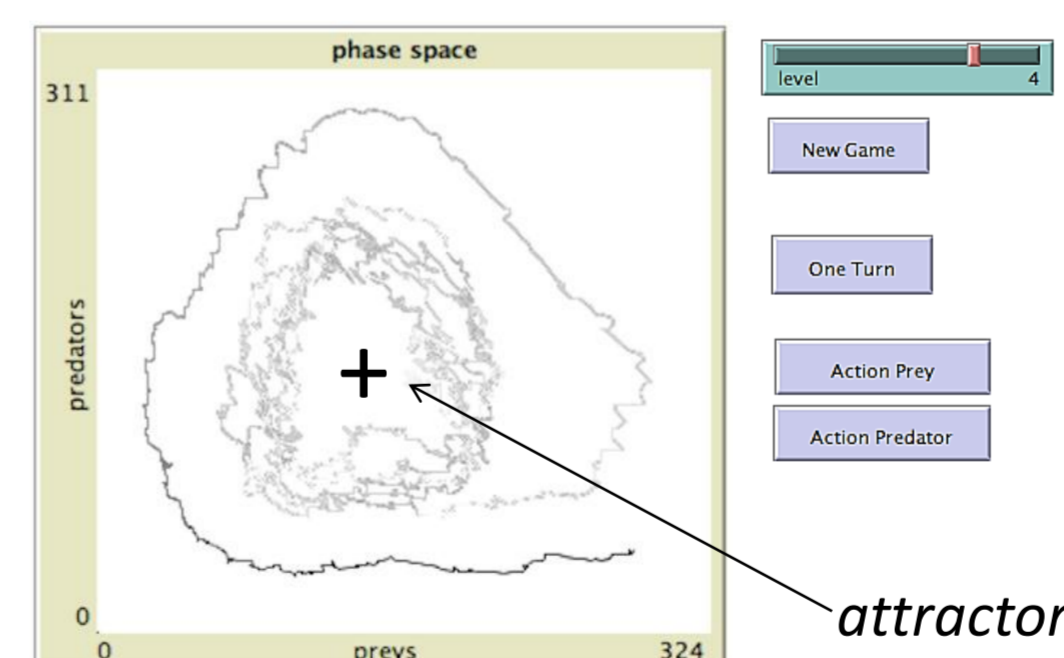 phase space
311
predators
0
0
preys
324
level
4
New Game
One Turn
Action Prey
Action Predator
attractor